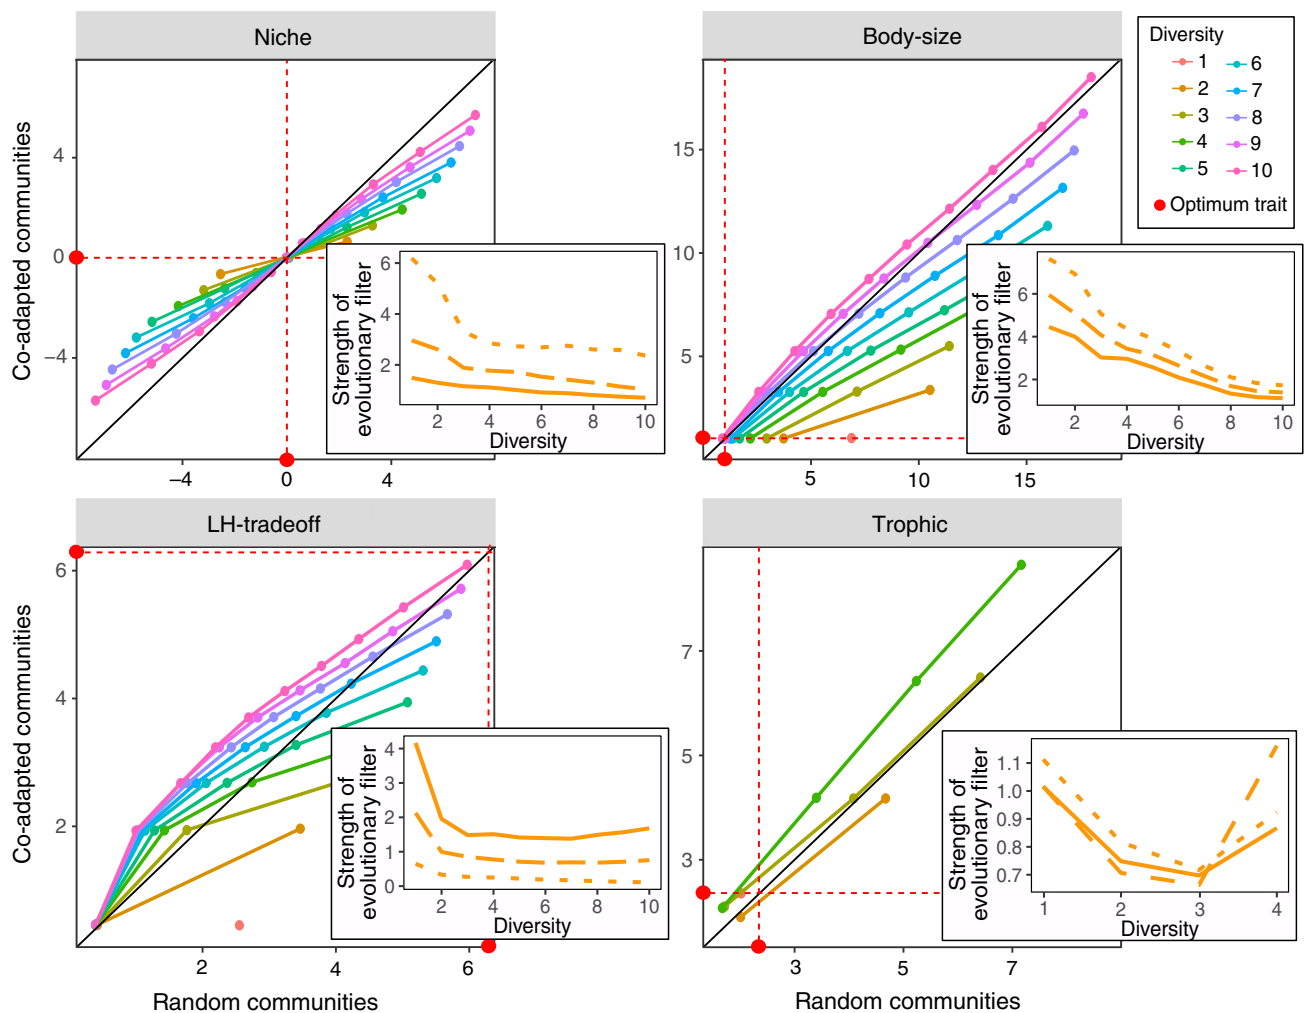 Niche
Body-size
Diversity
1 6
2 7
3 8
4 9
5 10
Optimum trait
Co-adapted communities
4
0
−4
−4 0 4
Strength of
evolutionary filter
6
4
2
2 4 6 8 10
Diversity
15
10
5
5 10 15
Strength of
evolutionary filter
6
4
2
2 4 6 8 10
Diversity
LH-tradeoff
Trophic
Co-adapted communities
6
4
2
2 4 6
Random communities
Strength of
evolutionary filter
4
3
2
1
0
2 4 6 8 10
Diversity
7
5
3
3 5 7
Random communities
Strength of
evolutionary filter
1.1
1.0
0.9
0.8
0.7
1 2 3 4
Diversity